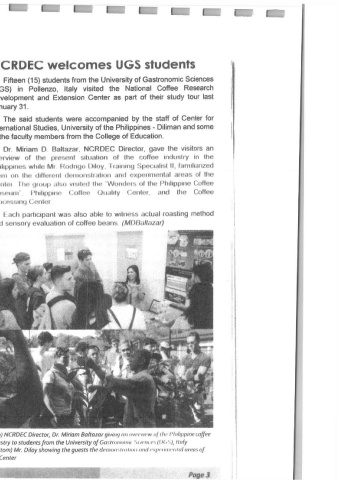 CRDEC welcomes UGS students
Fifteen (15) students from the University of Gastronomic Sciences
GS) in Pollenzo, Italy visited the National Coffee Research
velopment and Extension Center as part of their study tour last
nuary 31.
The said students were accompanied by the staff of Center for
ernational Studies, University of the Philippines - Diliman and some
the faculty members from the College of Education.
Dr. Miriam D. Baltazar, NCRDEC Director, gave the visitors an
erview of the present situation of the coffee industry in the
ilippines while Mr. Rodrigo Diloy, Training Specialist II, familiarized
em on the different demonstration and experimental areas of the
nter. The group also visited the "Wonders of the Philippine Coffee
useum", Philippine Coffee Quality Center, and the Coffee
ocessing Center.
Each participant was also able to witness actual roasting method
d sensory evaluation of coffee beans. (MDBaltazar)
) NCRDEC Director, Dr. Miriam Baltazar giving an overview of the Philippine coffee
ustry to students from the University of Gastronomic Sciences (UGS), Italy
ttom) Mr. Dilay showing the guests the demonstration and experimental areas of
Center
Page 3